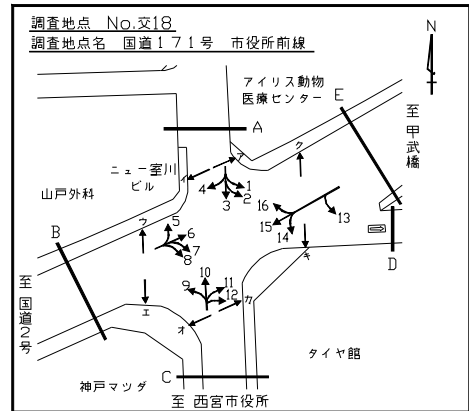 調査地点 No.交18
調査地点名 国道171号 市役所前線
N
アイリス動物
医療センター
E
至甲武橋
A
ア
ク
ニュー室川
ビル
イ
山戸外科
4
3
1
2
16
15
14
13
B
ウ
5
6
7
8
キ
D
至国道2号
エ
9
10
11
12
オ
カ
タイヤ館
C
神戸マツダ
至 西宮市役所